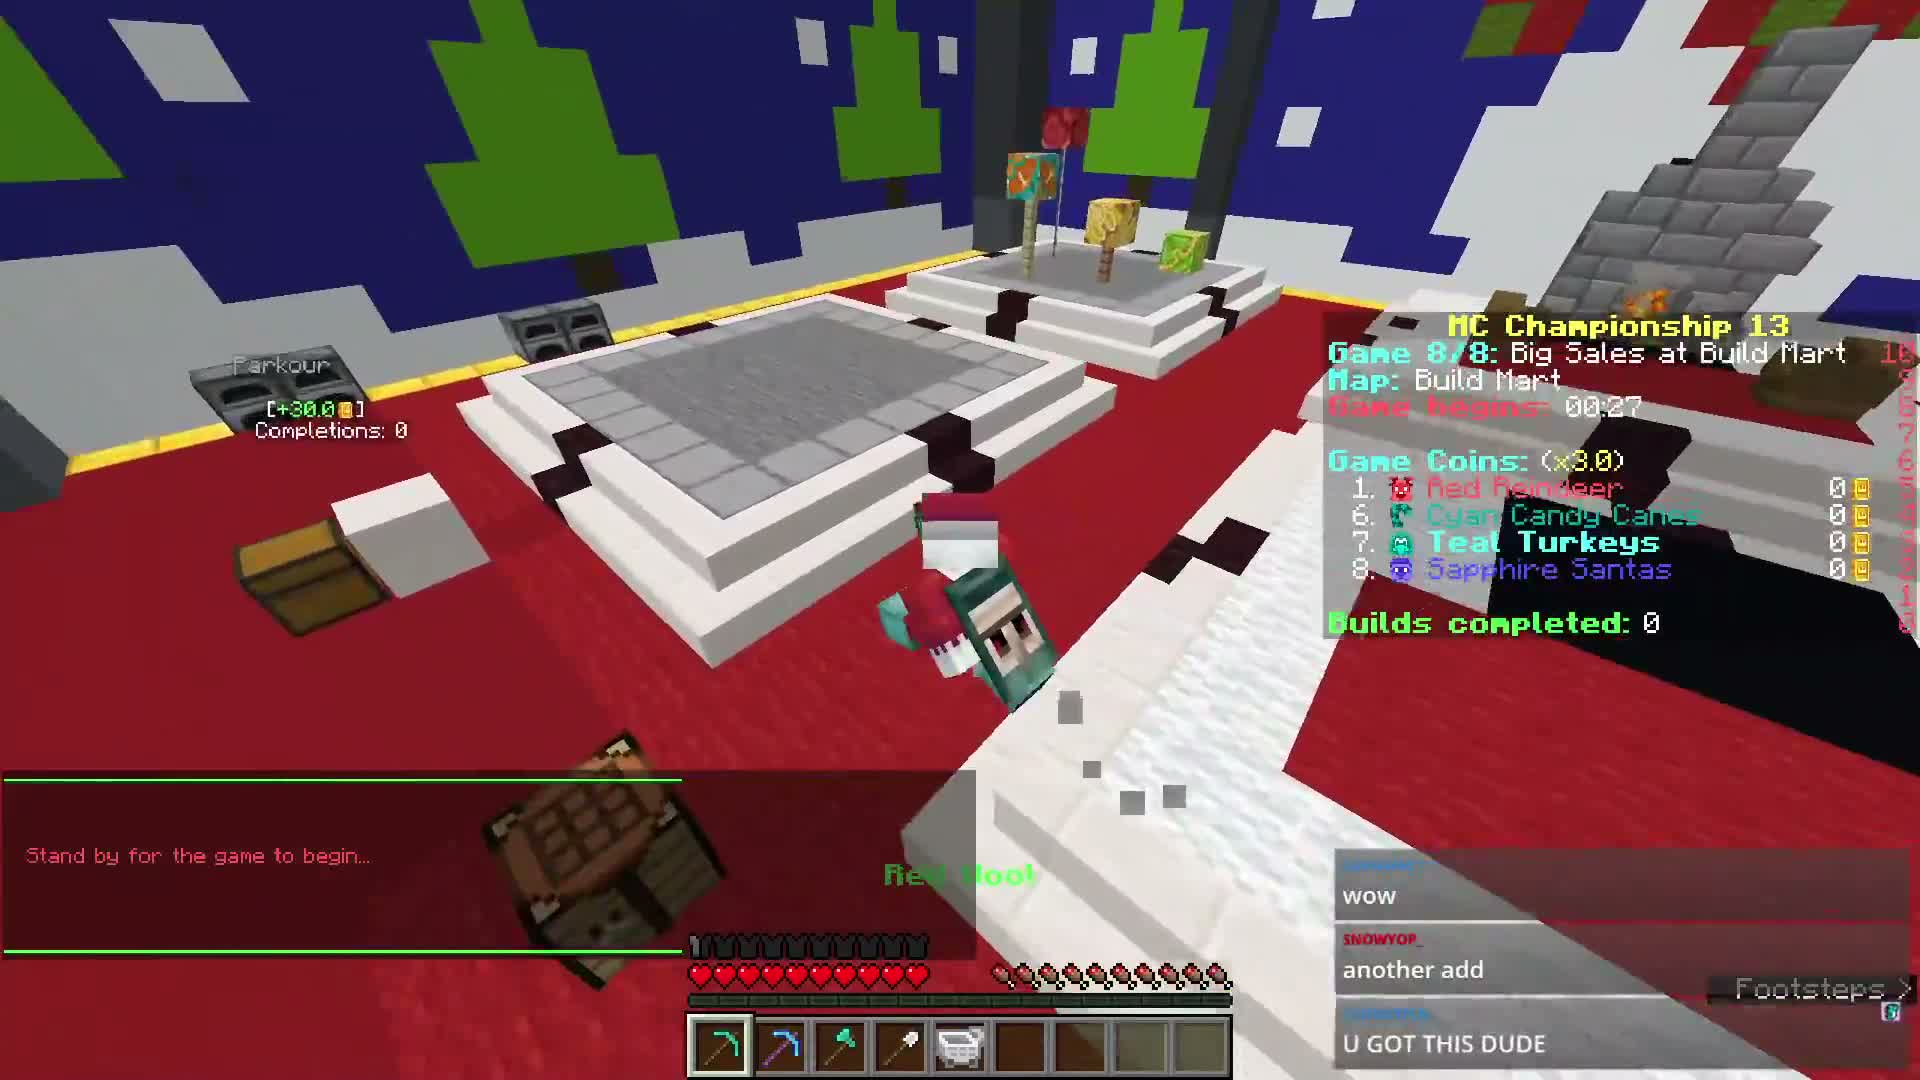 MC Championship 13
Game 8/8: Big Sales at Build Mart
Map: Build Mart
Game begins: 00:27
Game Coins: (x3.0)
1. Red Reindeer 0
6. Cyan Candy Canes 0
7. Teal Turkeys 0
8. Sapphire Santas 0
Builds completed: 0
Parkour
[+30.0]
Completions: 0
Stand by for the game to begin...
wow
SNOWYOP_
another add
U GOT THIS DUDE
Footsteps >